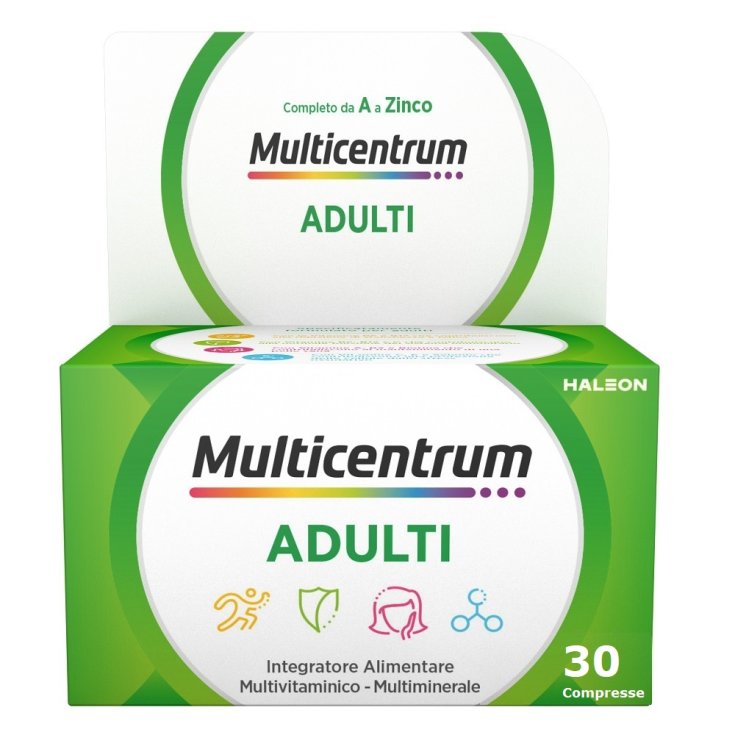 Completo da A a Zinco
Multicentrum
ADULTI
HALEON
Multicentrum
ADULTI
Integratore Alimentare
Multivitaminico - Multiminerale
30
Compresse